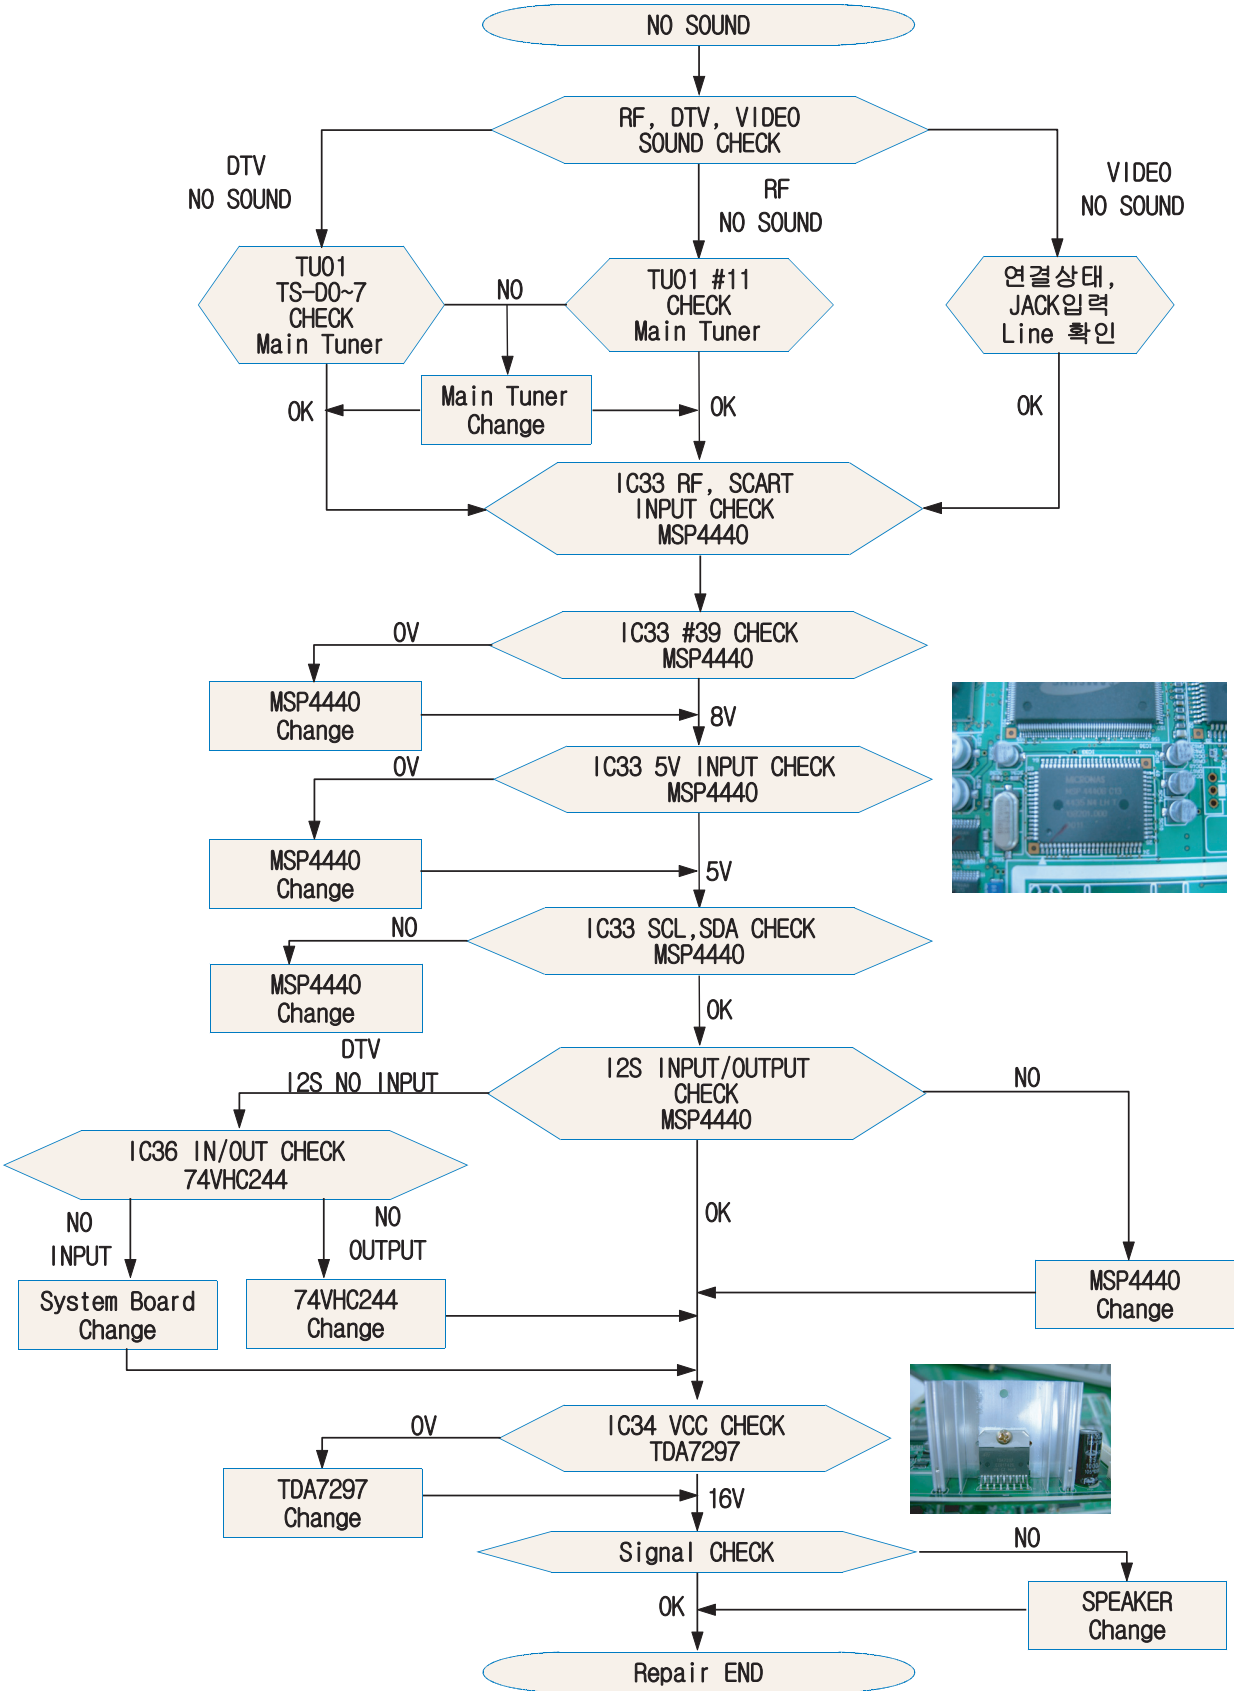 NO SOUND
RF, DTV, VIDEO
SOUND CHECK
DTV
NO SOUND
RF
NO SOUND
VIDEO
NO SOUND
TU01
TS-D0~7
CHECK
Main Tuner
NO
TU01 #11
CHECK
Main Tuner
연결상태,
JACK입력
Line 확인
Main Tuner
Change
OK
OK
OK
IC33 RF, SCART
INPUT CHECK
MSP4440
IC33 #39 CHECK
MSP4440
0V
MSP4440
Change
8V
IC33 5V INPUT CHECK
MSP4440
0V
MSP4440
Change
5V
IC33 SCL,SDA CHECK
MSP4440
NO
MSP4440
Change
OK
I2S INPUT/OUTPUT
CHECK
MSP4440
DTV
I2S NO INPUT
NO
IC36 IN/OUT CHECK
74VHC244
NO
INPUT
NO
OUTPUT
OK
System Board
Change
74VHC244
Change
MSP4440
Change
IC34 VCC CHECK
TDA7297
0V
TDA7297
Change
16V
Signal CHECK
NO
SPEAKER
Change
OK
Repair END
MICRONAS